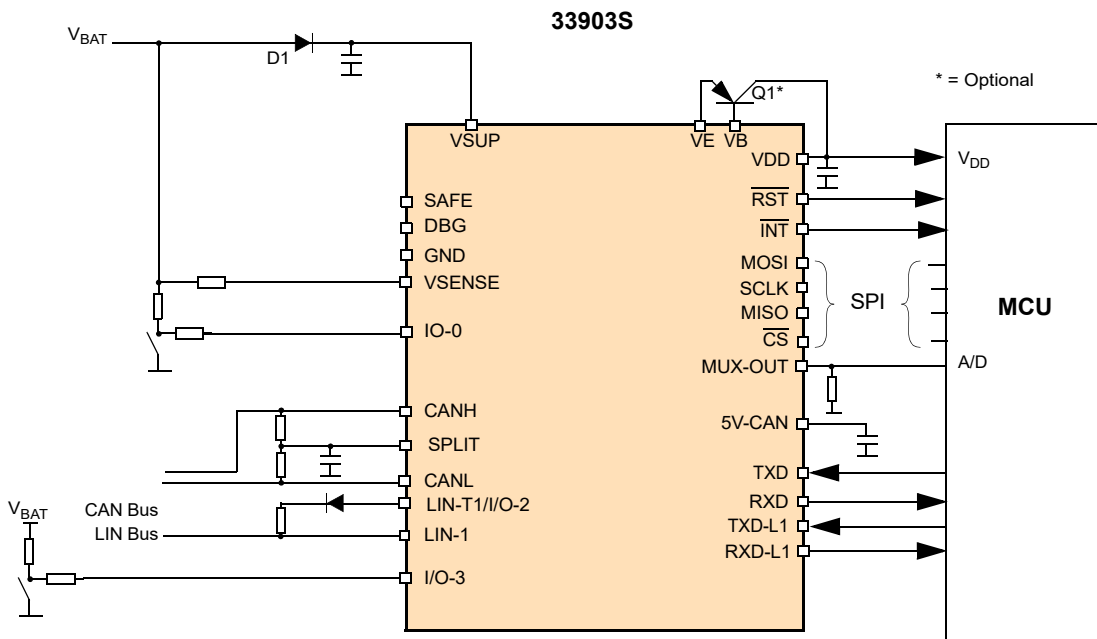 33903S
VBAT
D1
Q1*
* = Optional
VSUP
VE
VB
VDD
VDD
SAFE
RST
DBG
INT
GND
MOSI
VSENSE
SCLK
SPI
MCU
IO-0
MISO
CS
MUX-OUT
A/D
CANH
5V-CAN
SPLIT
TXD
CANL
RXD
VBAT
CAN Bus
LIN-T1/I/O-2
TXD-L1
LIN Bus
LIN-1
RXD-L1
I/O-3